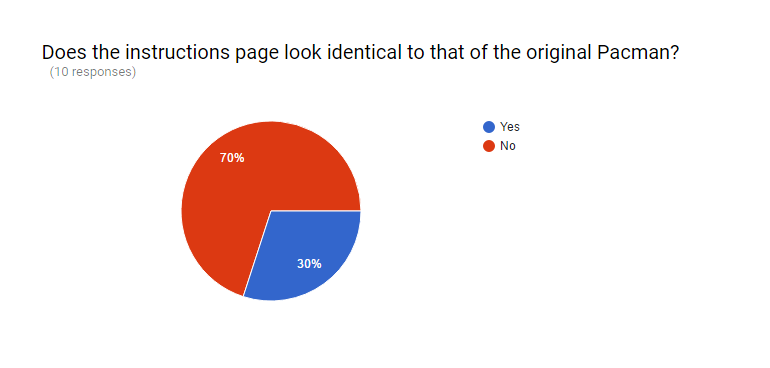 Does the instructions page look identical to that of the original Pacman?
(10 responses)
Yes
No
70%
30%